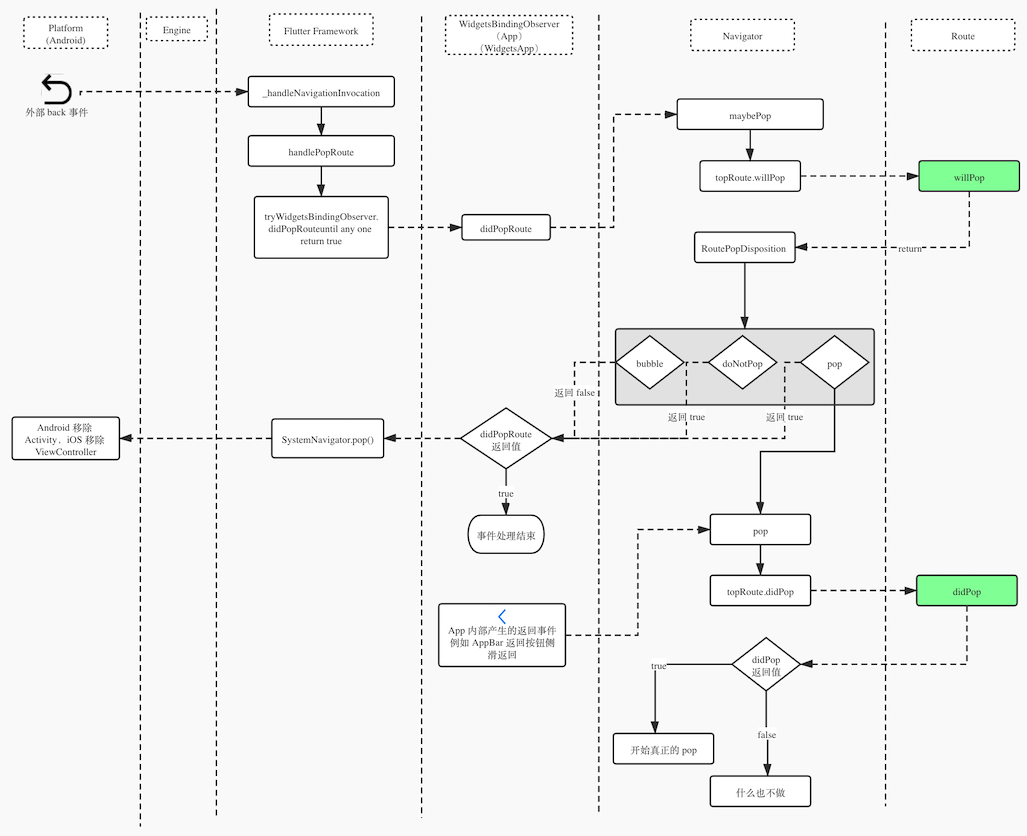 Platform
(Android)
Engine
Flutter Framework
WidgetsBindingObserver
（App）
（WidgetsApp）
Navigator
Route
外部 back 事件
_handleNavigationInvocation
handlePopRoute
tryWidgetsBindingObserver.
didPopRouteuntil any one
return true
didPopRoute
maybePop
topRoute.willPop
willPop
RoutePopDisposition
return
bubble
doNotPop
pop
返回 false
返回 true
返回 true
Android 移除
Activity，iOS 移除
ViewController
SystemNavigator.pop()
didPopRoute
返回值
true
事件处理结束
pop
topRoute.didPop
didPop
App 内部产生的返回事件
例如 AppBar 返回按钮侧
滑返回
didPop
返回值
true
false
开始真正的 pop
什么也不做